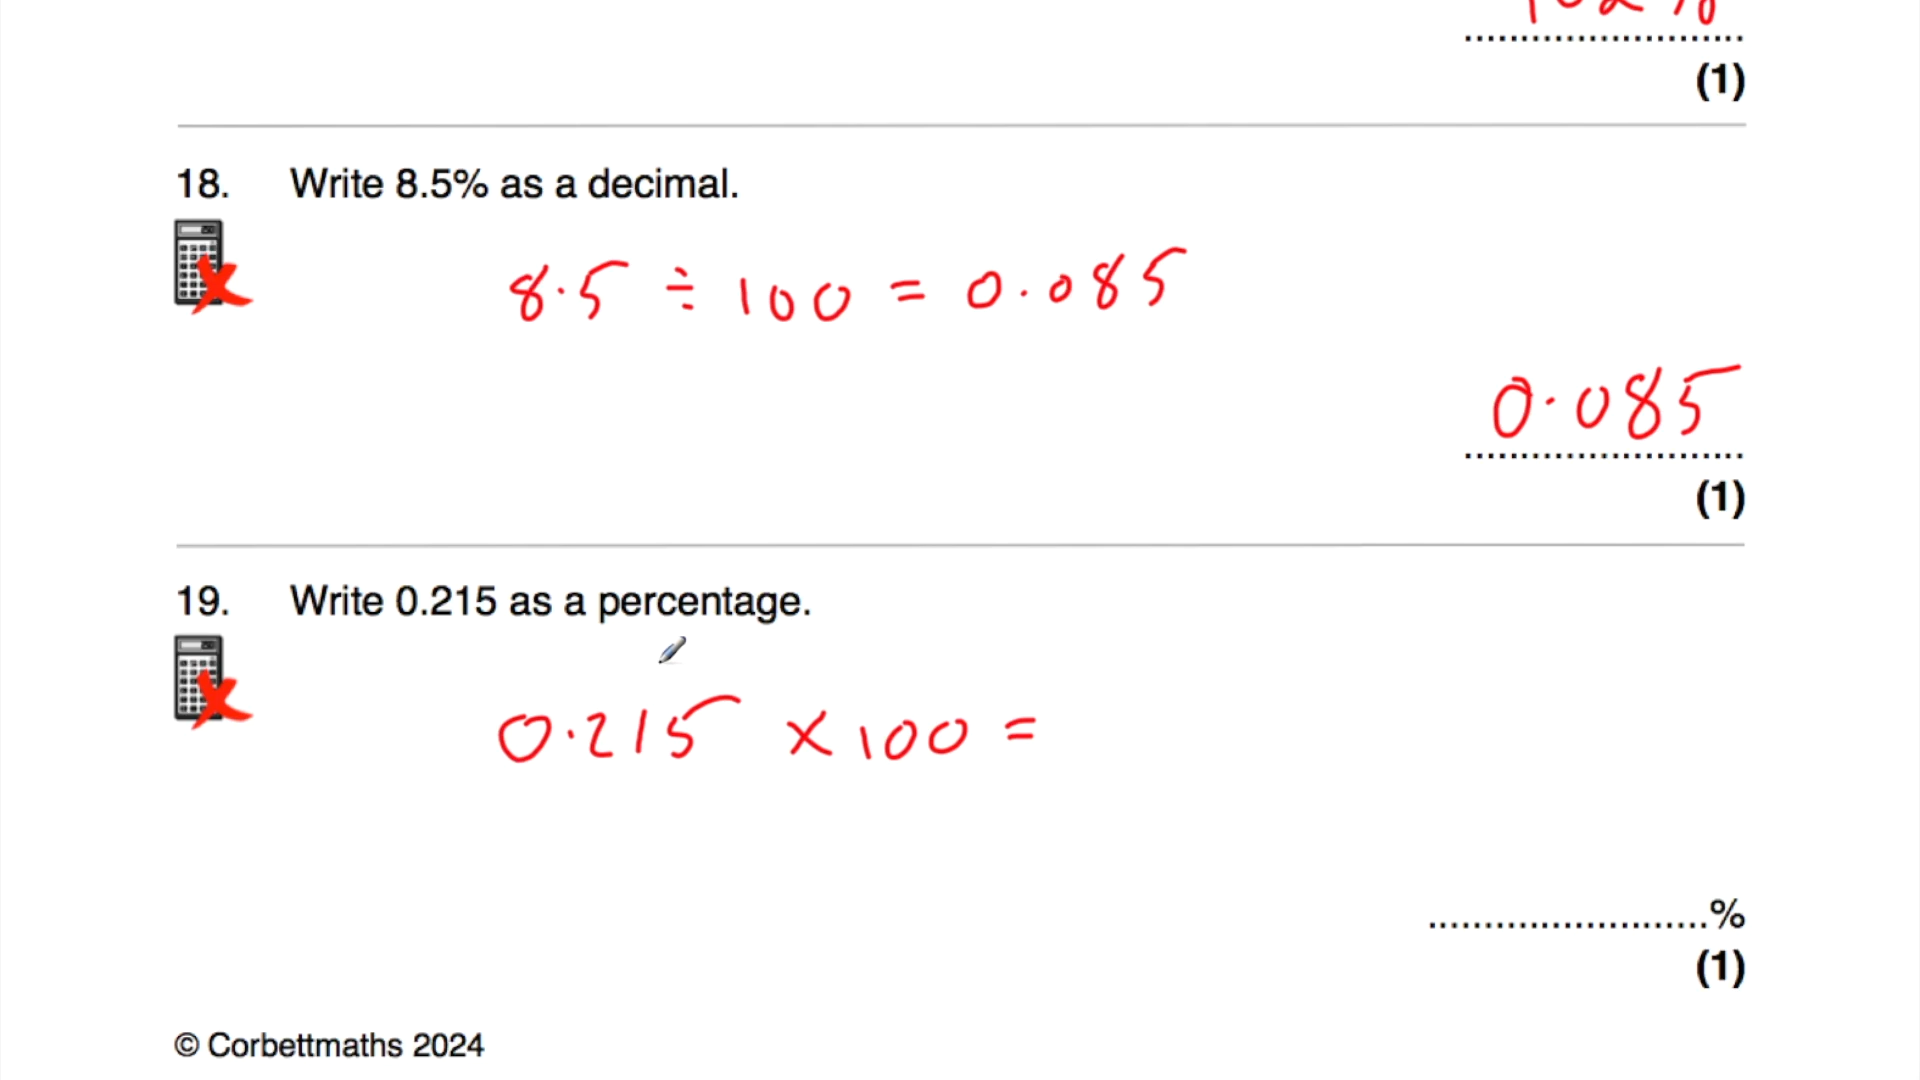 (1)
18. Write 8.5% as a decimal.
8.5 ÷ 100 = 0.085
0.085
(1)
19. Write 0.215 as a percentage.
0.215 × 100 =
%
(1)
© Corbettmaths 2024